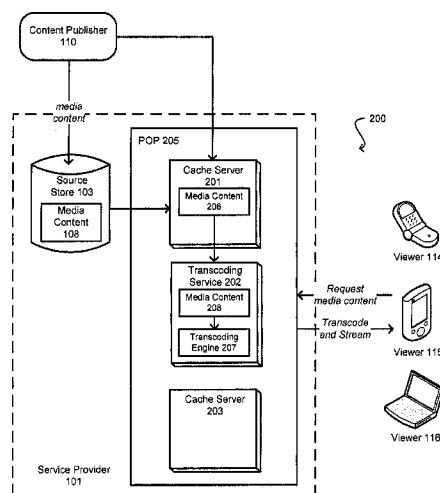 Content Publisher
110
media
content
200
POP 205
Source
Store 103
Media
Content
108
Cache Server
201
Media Content
206
Transcoding
Service 202
Media Content
208
Transcoding
Engine 207
Cache Server
203
Service Provider
101
Request
media content
Transcode
and Stream
Viewer 114
Viewer 115
Viewer 116